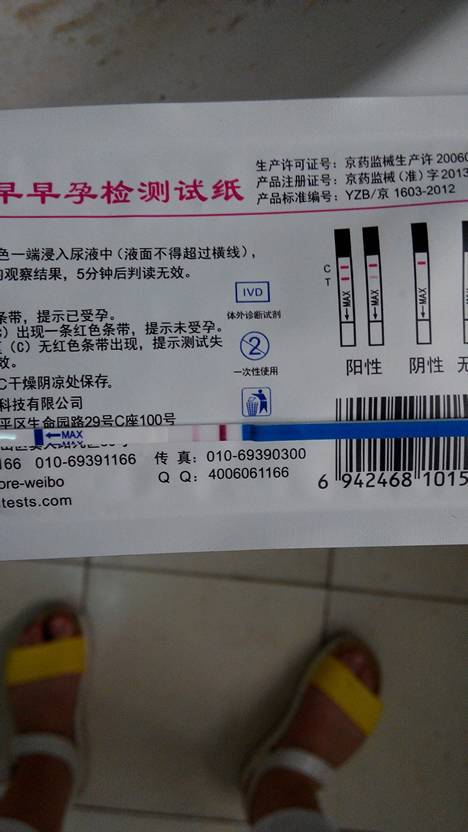 生产许可证号：京药监械生产许 2006
产品注册证号：京药监械（准）字 2013
产品标准编号：YZB/京 1603-2012
早早孕检测试纸
色一端浸入尿液中（液面不得超过横线），
观察结果，5分钟后判读无效。
条带，提示已受孕。
）出现一条红色条带，提示未受孕。
（C）无红色条带出现，提示测试失
效。
C干燥阴凉处保存。
科技有限公司
平区生命园路29号C座100号
IVD
体外诊断试剂
2
一次性使用
C
T
MAX
MAX
MAX
阳性
阴性
无
MAX
166 010-69391166 传 真：010-69390300
ore-weibo Q Q：4006061166
tests.com
6 942468 1015